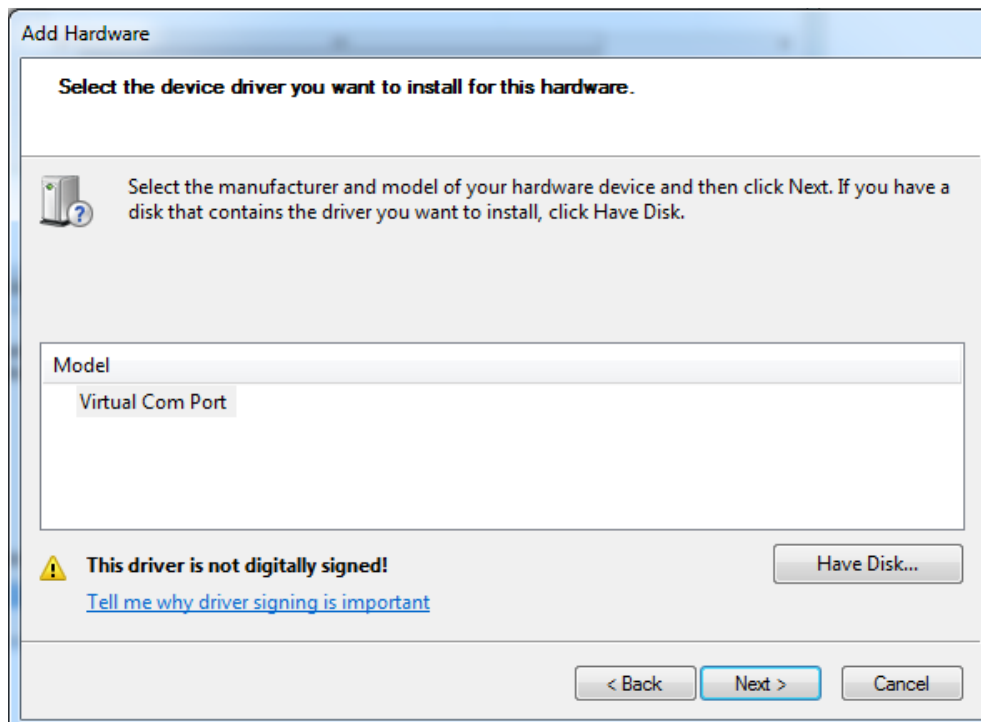 Add Hardware
Select the device driver you want to install for this hardware.
Select the manufacturer and model of your hardware device and then click Next. If you have a
disk that contains the driver you want to install, click Have Disk.
Model
Virtual Com Port
This driver is not digitally signed!
Have Disk...
Tell me why driver signing is important
< Back
Next >
Cancel